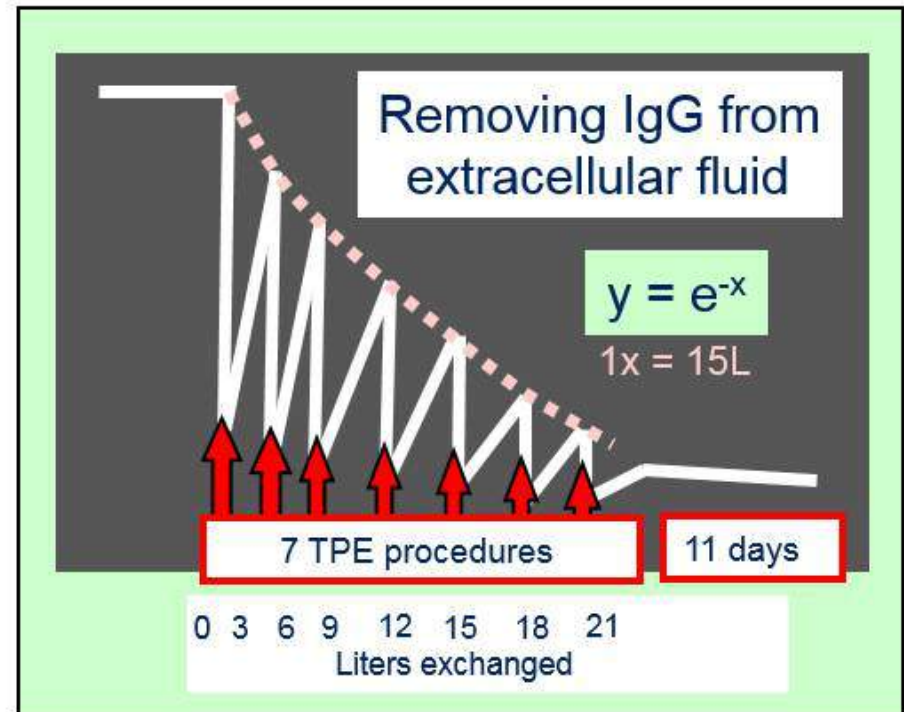 Removing IgG from
extracellular fluid
y = e⁻ˣ
1x = 15L
7 TPE procedures
11 days
0 3 6 9 12 15 18 21
Liters exchanged